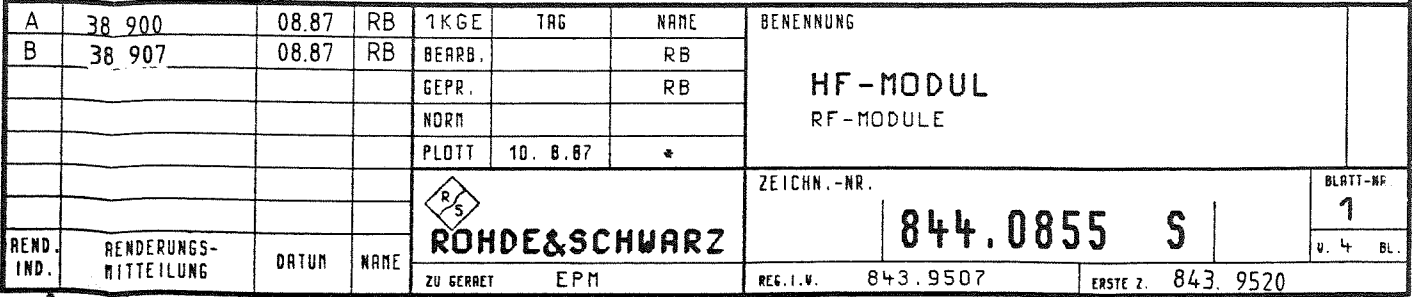 A 38 900 08.87 RB 1KGE TAG NAME BENENNUNG
B 38 907 08.87 RB BEARB. RB
GEPR. RB HF-MODUL
NORM RF-MODULE
PLOTT 10. 8.87 *
RS ZEICHN.-NR. BLATT-NR
ROHDE&SCHWARZ 844.0855 S 1
AEND. IND. AENDERUNGS-MITTEILUNG DATUM NAME V. 4 BL.
ZU GERAET EPM REG.I.V. 843.9507 ERSTE Z. 843. 9520